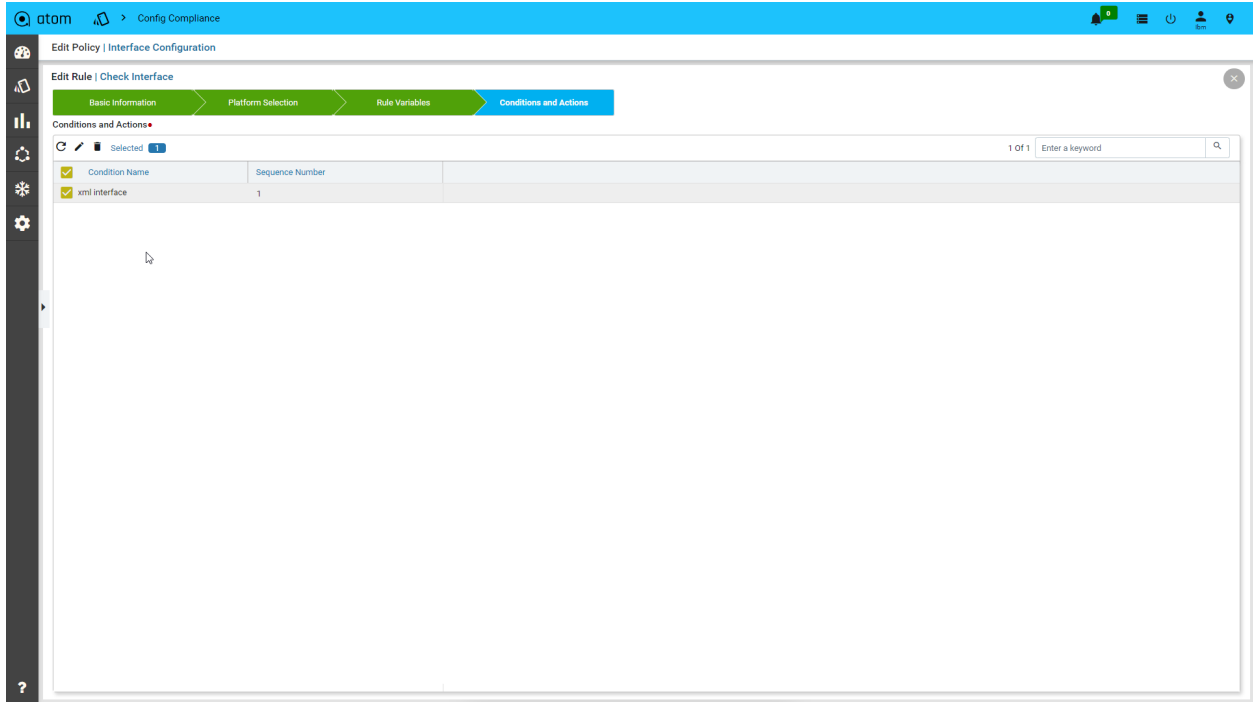 atom > Config Compliance 0 ibm
Edit Policy | Interface Configuration
Edit Rule | Check Interface
Basic Information Platform Selection Rule Variables Conditions and Actions
Conditions and Actions
Selected 1 1 Of 1 Enter a keyword
Condition Name Sequence Number
xml interface 1
?